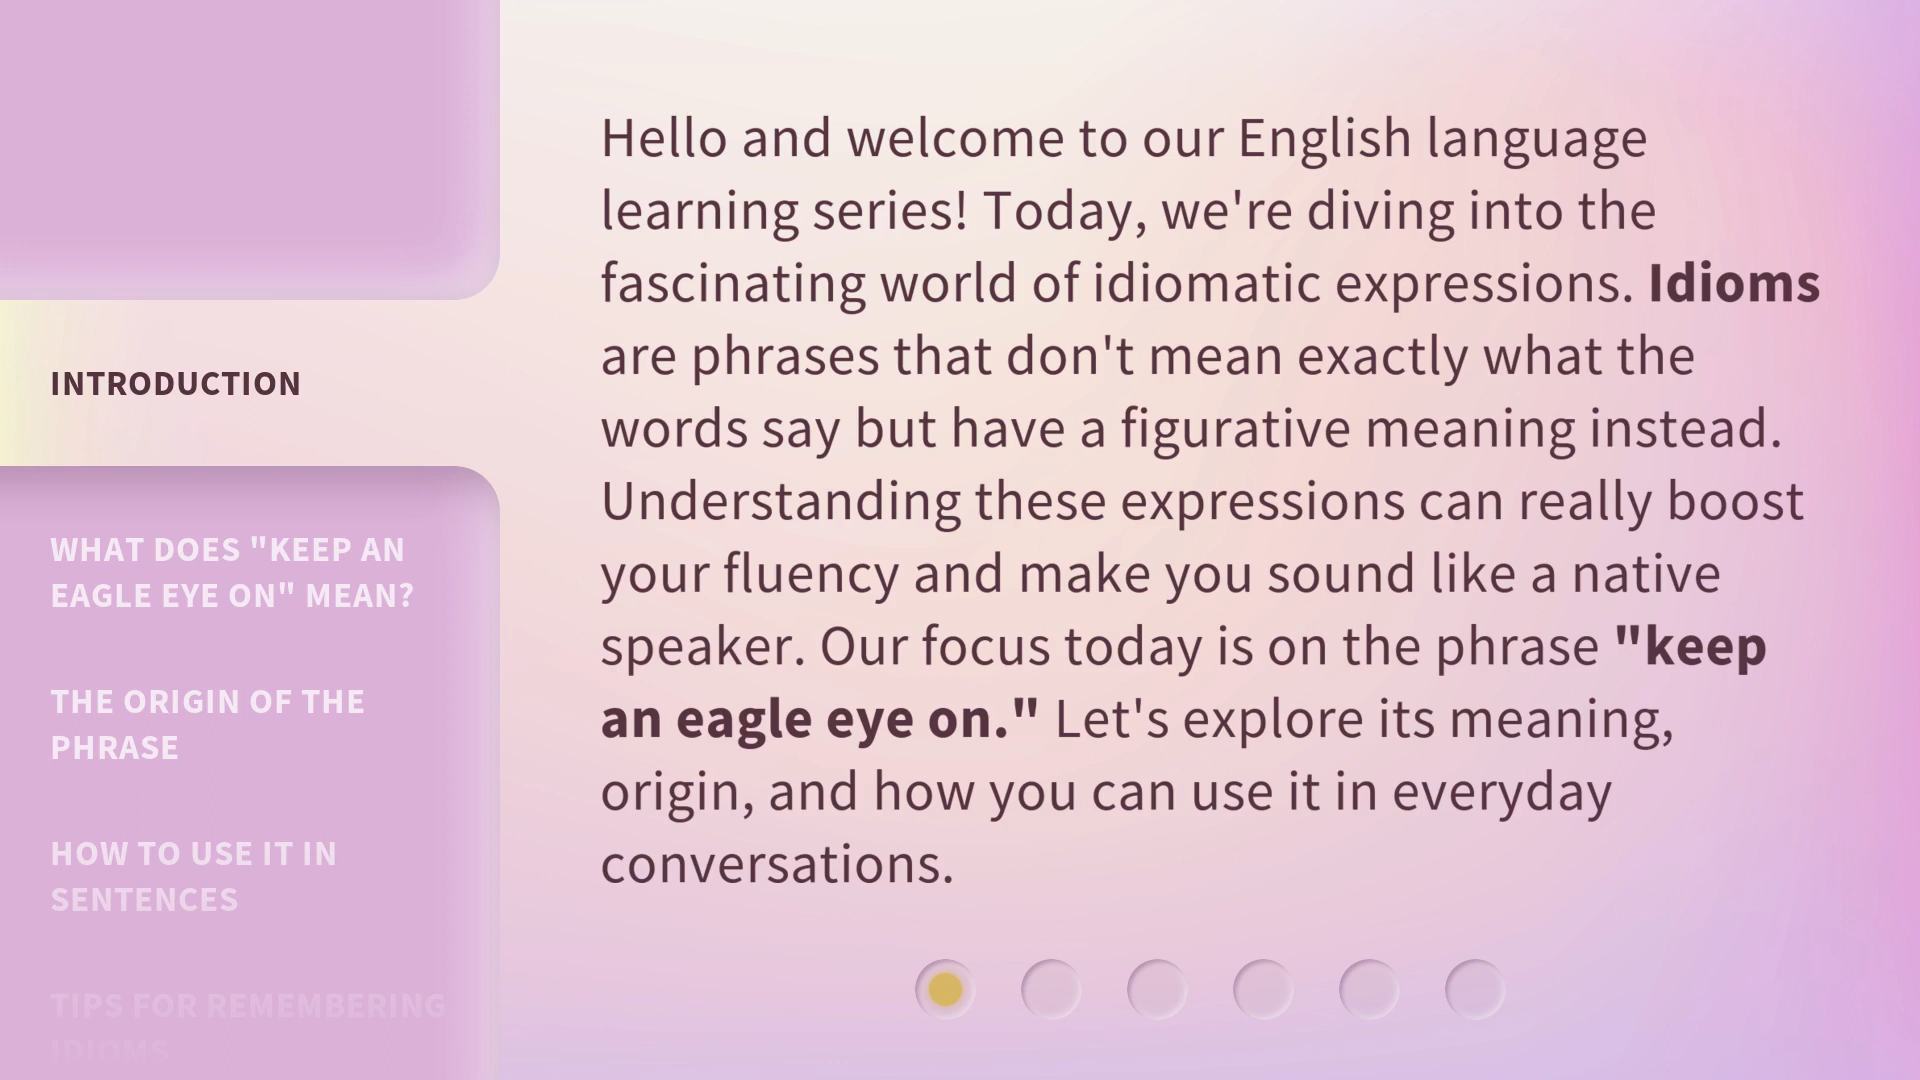 INTRODUCTION
WHAT DOES "KEEP AN
EAGLE EYE ON" MEAN?
THE ORIGIN OF THE
PHRASE
HOW TO USE IT IN
SENTENCES
TIPS FOR REMEMBERING
IDIOMS
Hello and welcome to our English language
learning series! Today, we're diving into the
fascinating world of idiomatic expressions. Idioms
are phrases that don't mean exactly what the
words say but have a figurative meaning instead.
Understanding these expressions can really boost
your fluency and make you sound like a native
speaker. Our focus today is on the phrase "keep
an eagle eye on." Let's explore its meaning,
origin, and how you can use it in everyday
conversations.